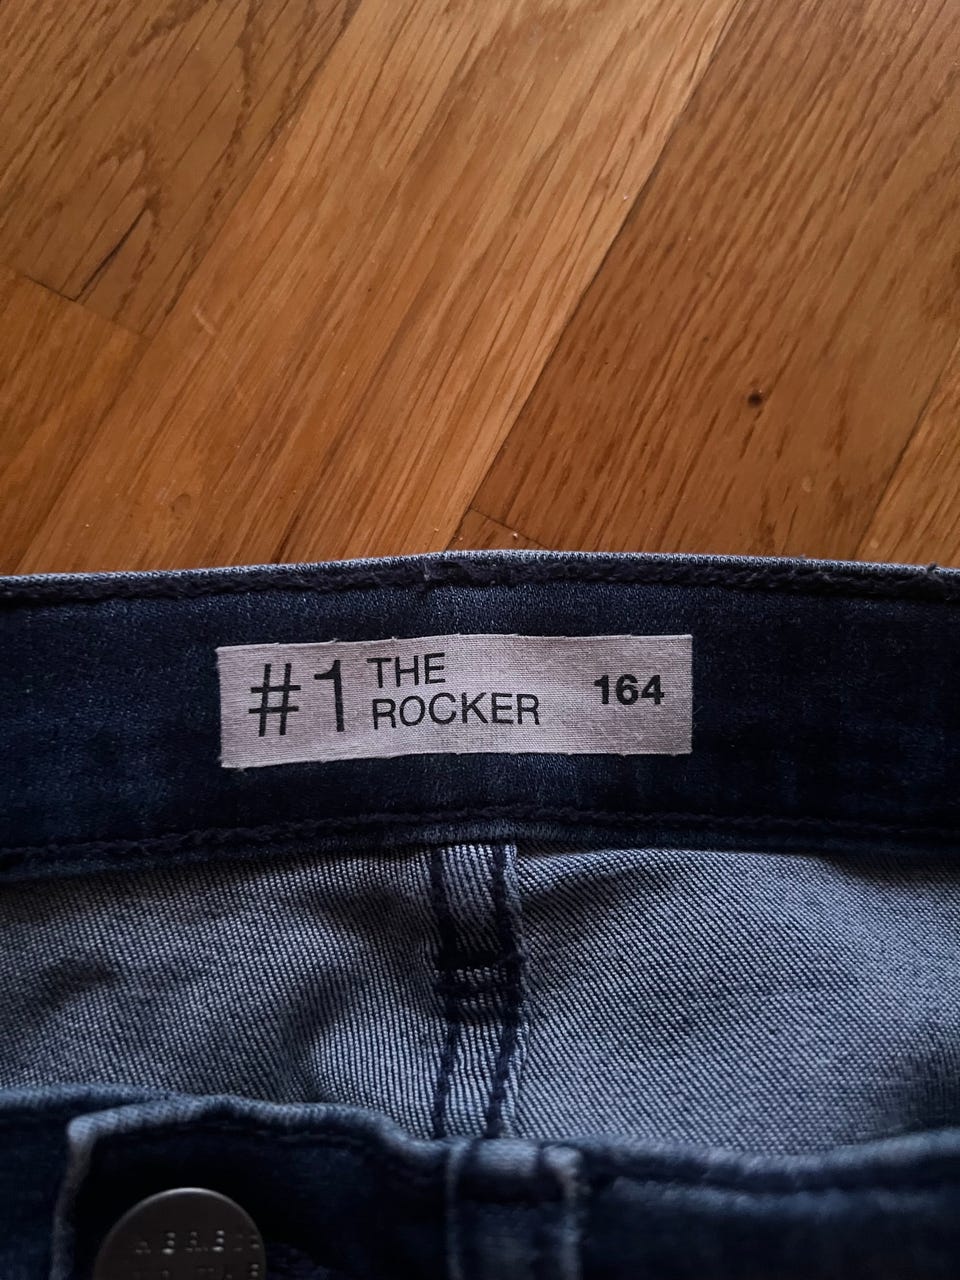 #1 THE
ROCKER
164